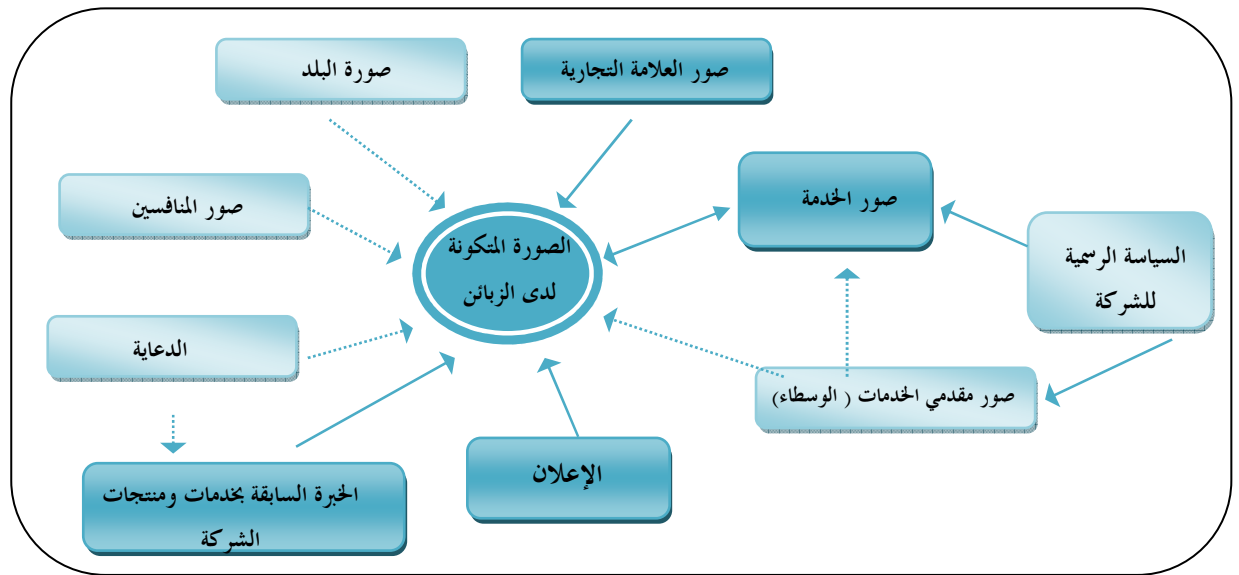 صور العلامة التجارية
صورة البلد
صور الخدمة
صور المنافسين
السياسة الرسمية
للشركة
الصورة المتكونة
لدى الزبائن
الدعاية
صور مقدمي الخدمات ( الوسطاء)
الإعلان
الخبرة السابقة بخدمات ومنتجات
الشركة